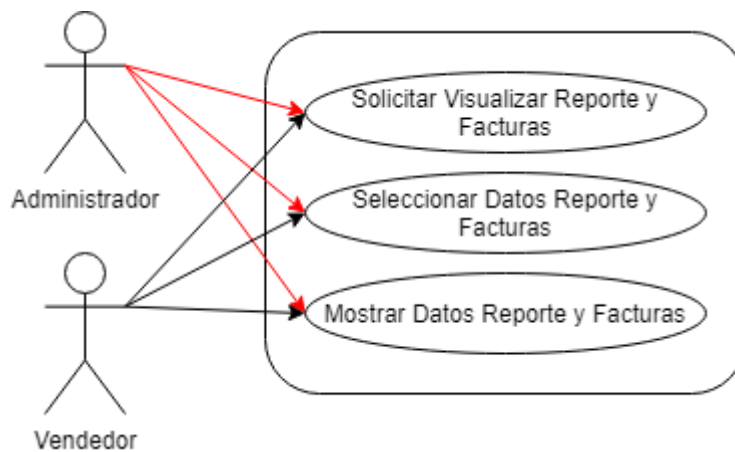 Solicitar Visualizar Reporte y
Facturas
Administrador
Seleccionar Datos Reporte y
Facturas
Mostrar Datos Reporte y Facturas
Vendedor